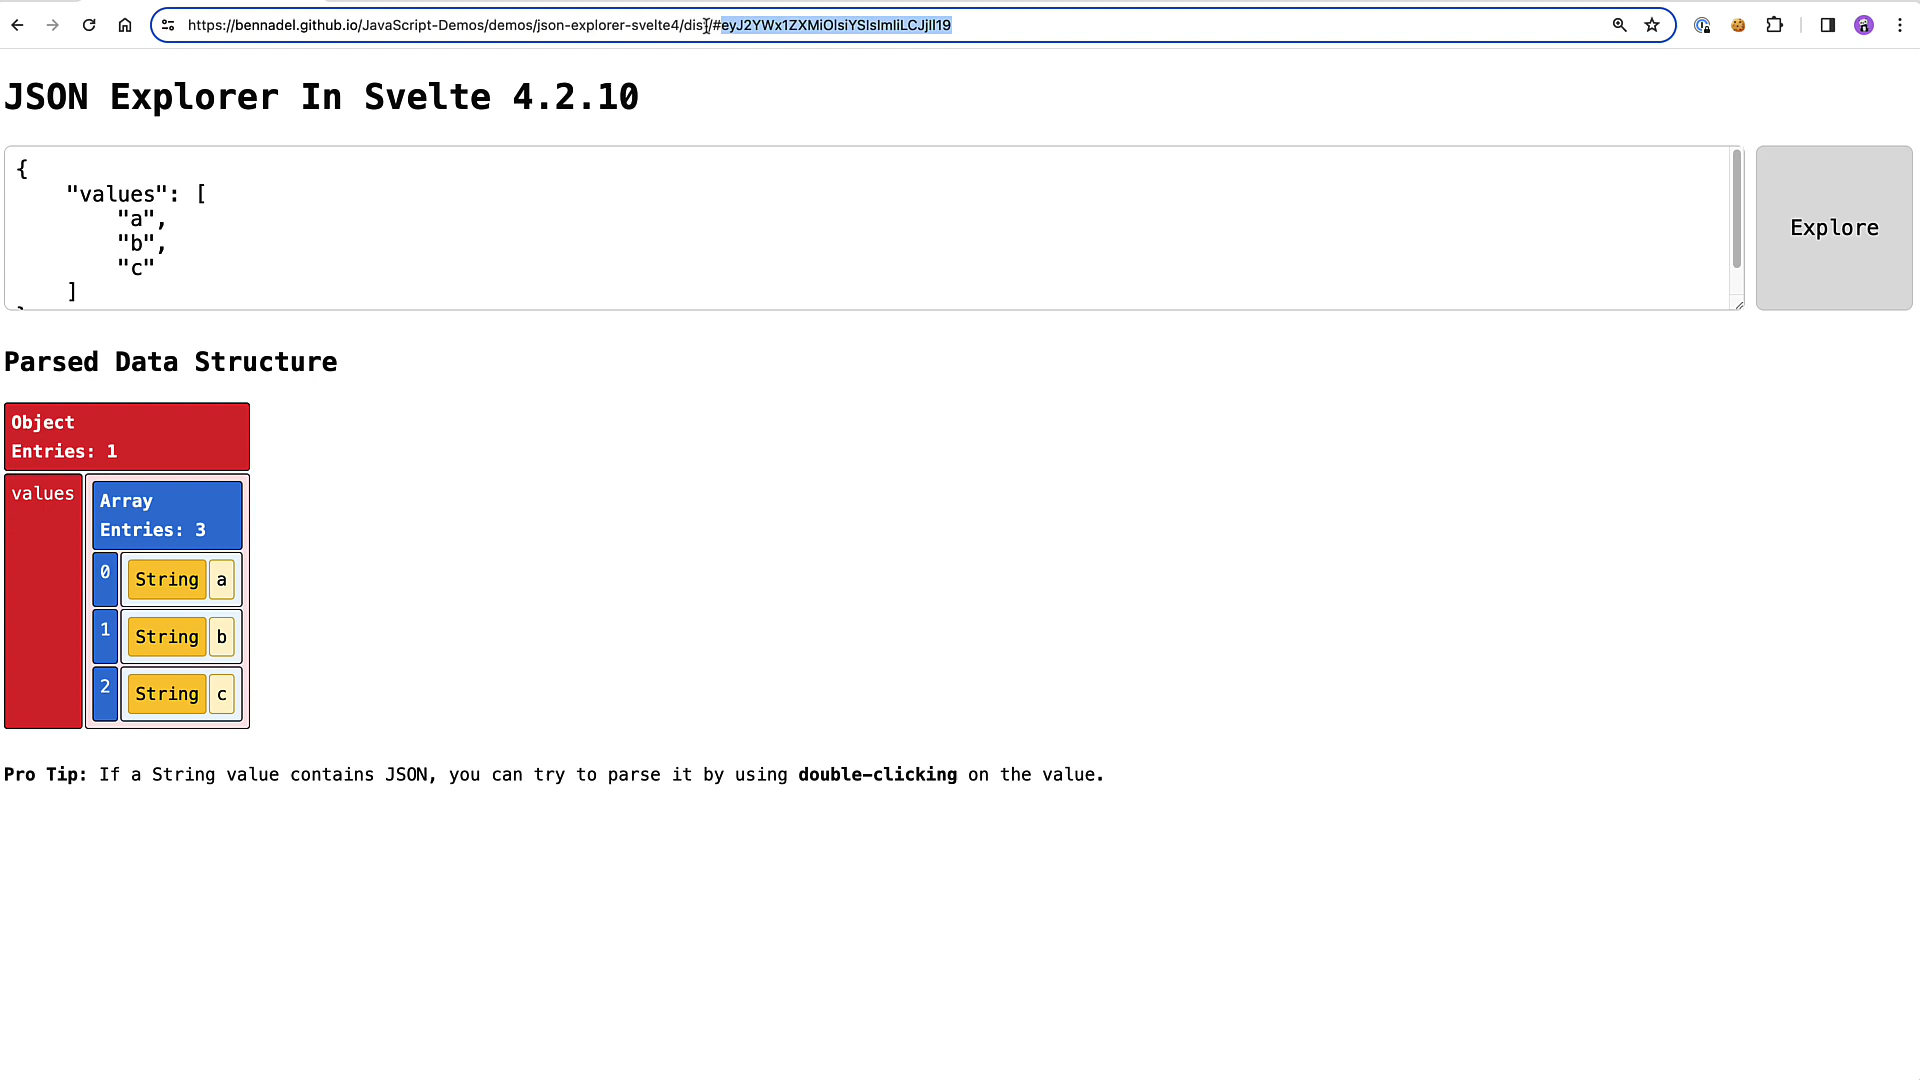 https://bennadel.github.io/JavaScript-Demos/demos/json-explorer-svelte4/dist/#eyJ2YWx1ZXMiOlsiYSIsImIiLCJjIl19
JSON Explorer In Svelte 4.2.10
{
"values": [
"a",
"b",
"c"
]
Explore
Parsed Data Structure
Object
Entries: 1
values
Array
Entries: 3
0 String a
1 String b
2 String c
Pro Tip: If a String value contains JSON, you can try to parse it by using double-clicking on the value.